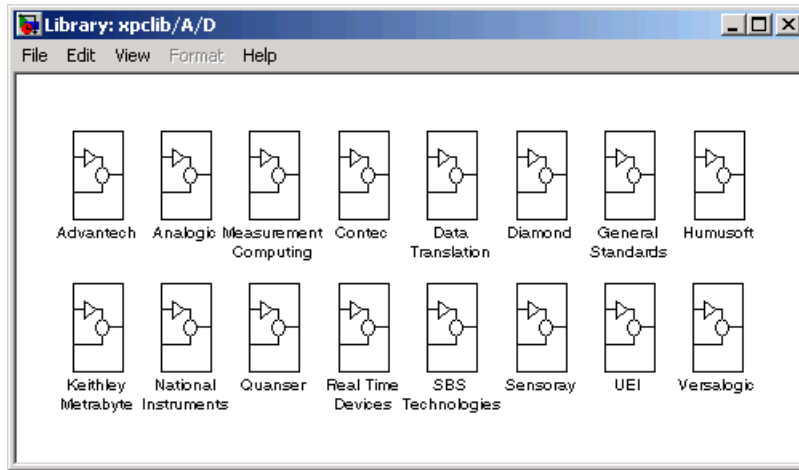 Library: xpclib/A/D
File Edit View Format Help
Advantech Analogic Measurement Computing Contec Data Translation Diamond General Standards Humusoft
Keithley Metrabyte National Instruments Quanser Real Time Devices SBS Technologies Sensoray UEI Versalogic